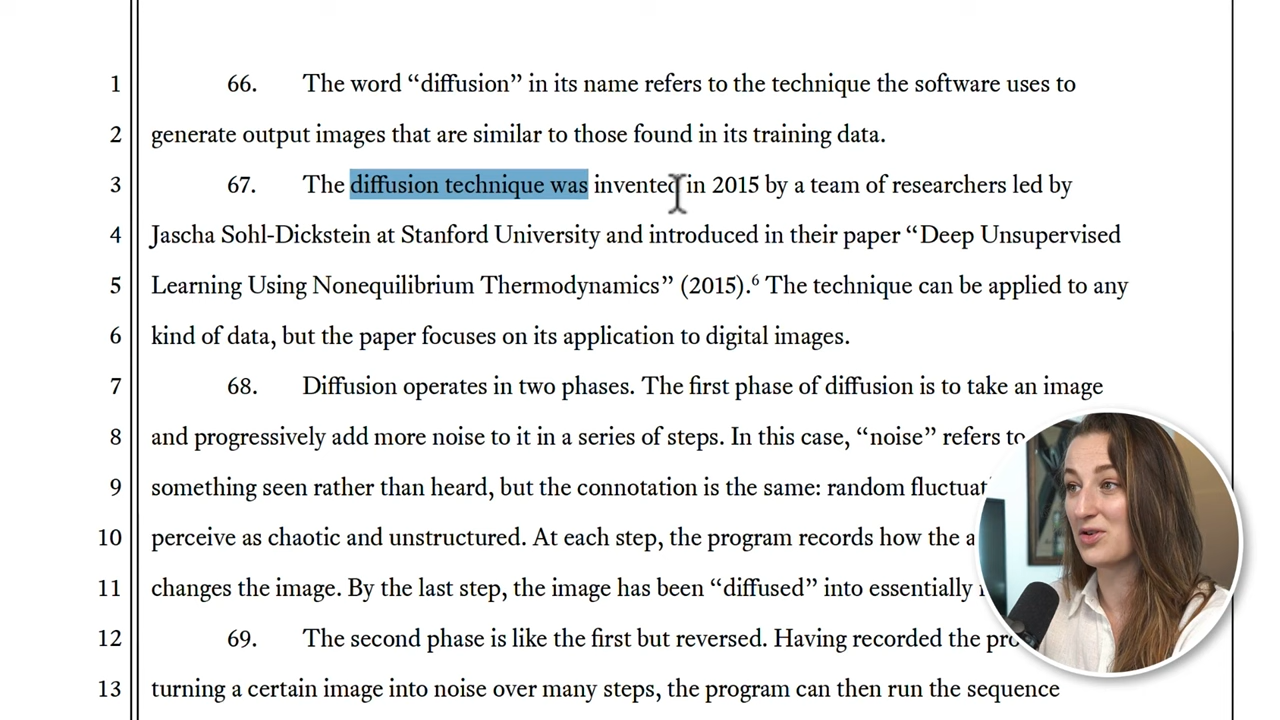 1 66. The word “diffusion” in its name refers to the technique the software uses to
2 generate output images that are similar to those found in its training data.
3 67. The diffusion technique was invented in 2015 by a team of researchers led by
4 Jascha Sohl-Dickstein at Stanford University and introduced in their paper “Deep Unsupervised
5 Learning Using Nonequilibrium Thermodynamics” (2015).⁶ The technique can be applied to any
6 kind of data, but the paper focuses on its application to digital images.
7 68. Diffusion operates in two phases. The first phase of diffusion is to take an image
8 and progressively add more noise to it in a series of steps. In this case, “noise” refers to
9 something seen rather than heard, but the connotation is the same: random
10 perceive as chaotic and unstructured. At each step, the program records how the
11 changes the image. By the last step, the image has been “diffused” into essentially
12 69. The second phase is like the first but reversed. Having recorded the
13 turning a certain image into noise over many steps, the program can then run the sequence